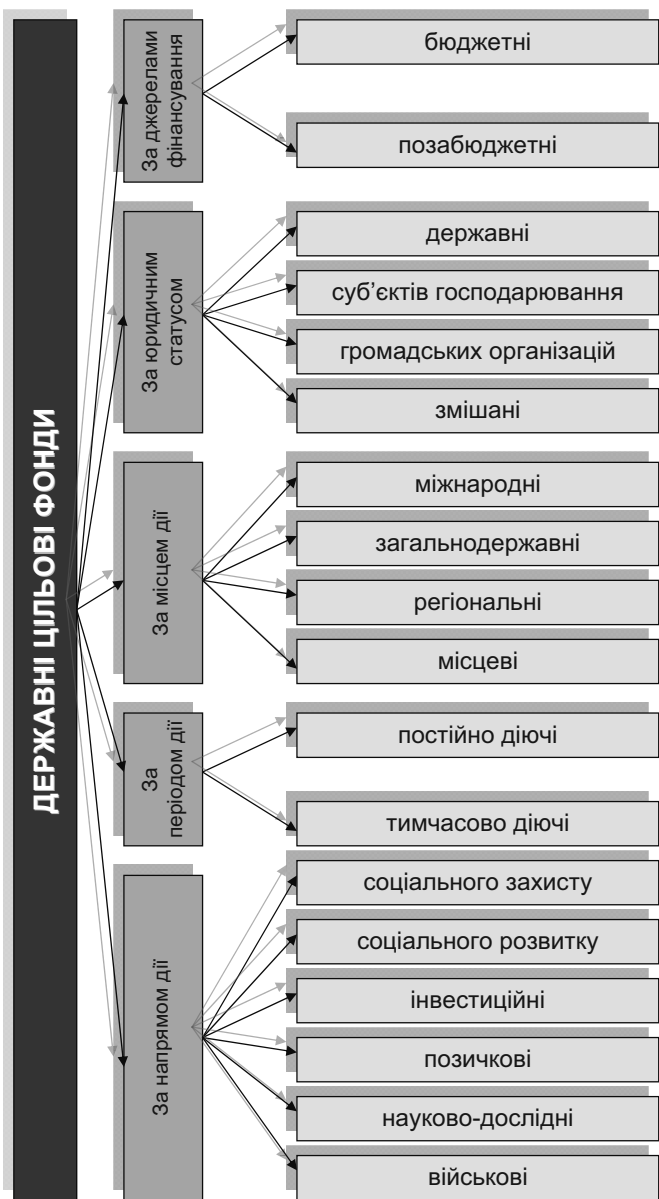 ДЕРЖАВНІ ЦІЛЬОВІ ФОНДИ
За джерелами
фінансування
бюджетні
позабюджетні
За юридичним
статусом
державні
суб’єктів господарювання
громадських організацій
змішані
За місцем дії
міжнародні
загальнодержавні
регіональні
місцеві
За
періодом дії
постійно діючі
тимчасово діючі
За напрямом дії
соціального захисту
соціального розвитку
інвестиційні
позичкові
науково-дослідні
військові